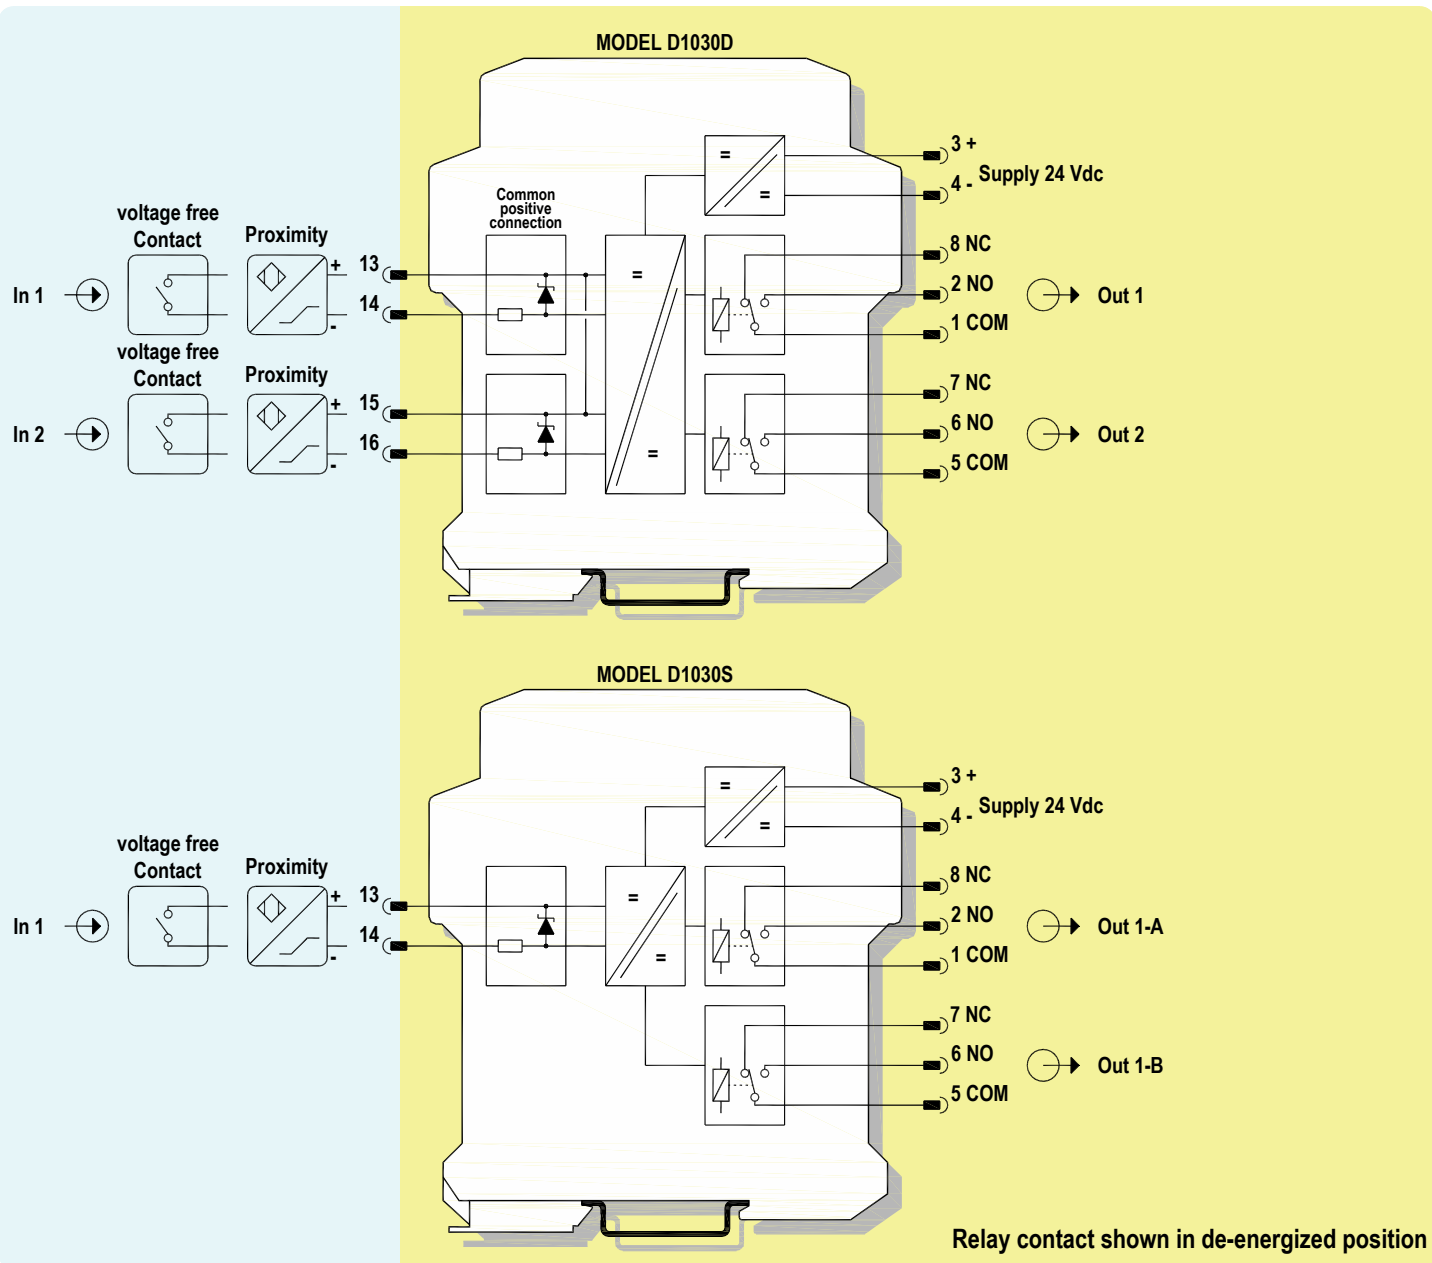 MODEL D1030D
3 +
Supply 24 Vdc
4 -
Common
positive
connection
voltage free
Contact
Proximity
+
13
14
-
In 1
8 NC
2 NO
1 COM
Out 1
voltage free
Contact
Proximity
+
15
16
-
In 2
7 NC
6 NO
5 COM
Out 2
=
=
=
=
MODEL D1030S
3 +
Supply 24 Vdc
4 -
voltage free
Contact
Proximity
+
13
14
-
In 1
8 NC
2 NO
1 COM
Out 1-A
7 NC
6 NO
5 COM
Out 1-B
=
=
=
=
Relay contact shown in de-energized position